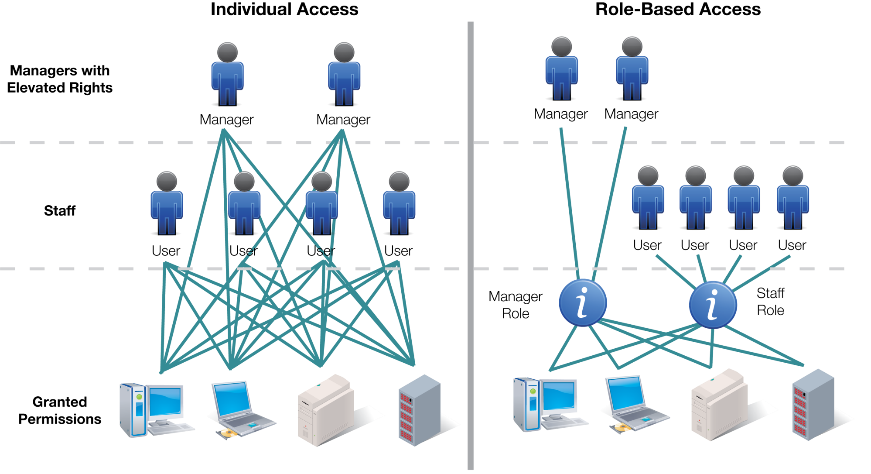 Individual Access
Role-Based Access
Managers with
Elevated Rights
Manager
Manager
Manager
Manager
Staff
User
User
User
User
User
User
User
User
Manager
Role
i
i
Staff
Role
Granted
Permissions